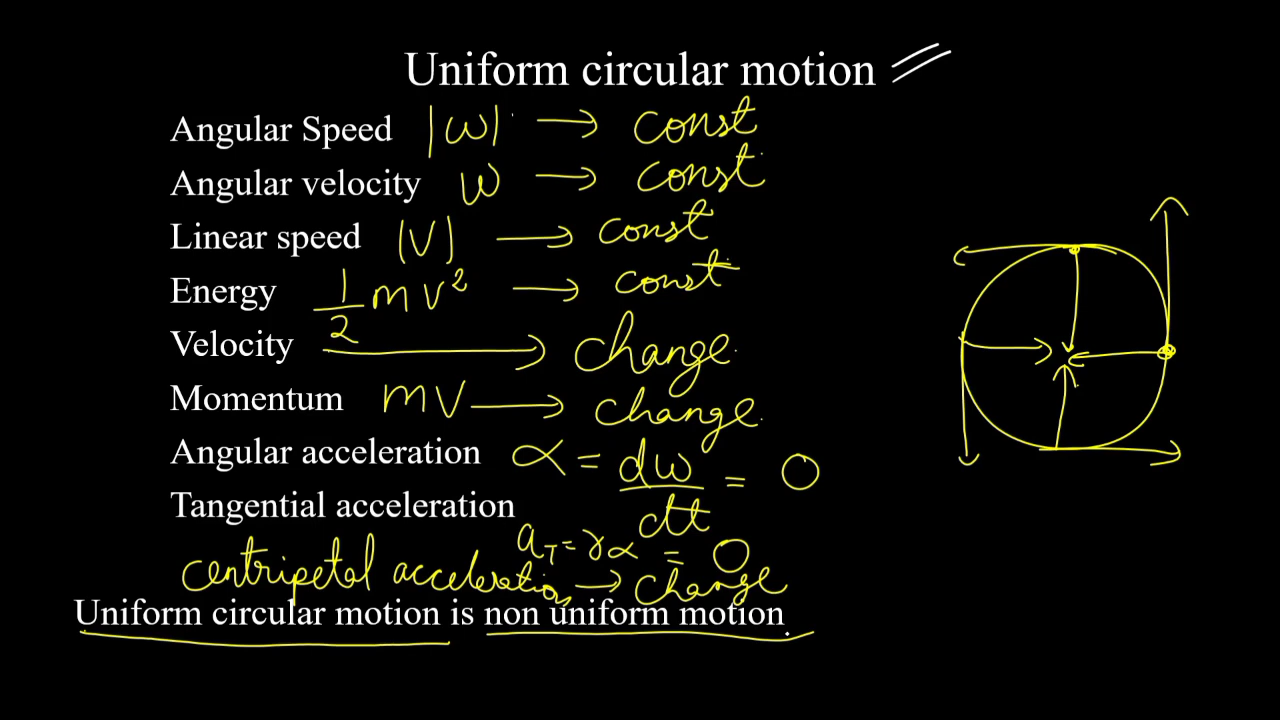 Uniform circular motion
Angular Speed |ω| → const
Angular velocity ω → const
Linear speed |V| → const
Energy 1/2 mv² → const
Velocity → change
Momentum mV → change
Angular acceleration α = dω/dt = 0
Tangential acceleration a_T = rα = 0
centripetal acceleration → change
Uniform circular motion is non uniform motion